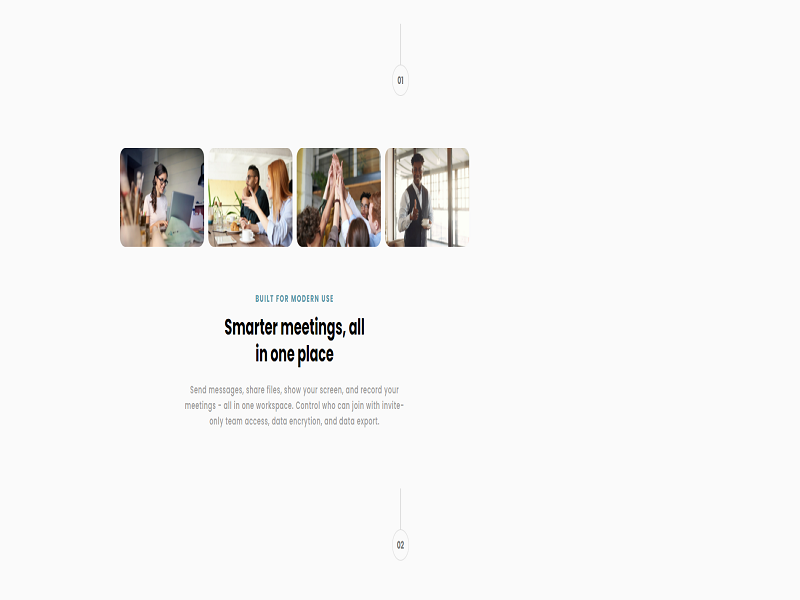 01
BUILT FOR MODERN USE
Smarter meetings, all
in one place
Send messages, share files, show your screen, and record your
meetings – all in one workspace. Control who can join with invite-
only team access, data encrytion, and data export.
02